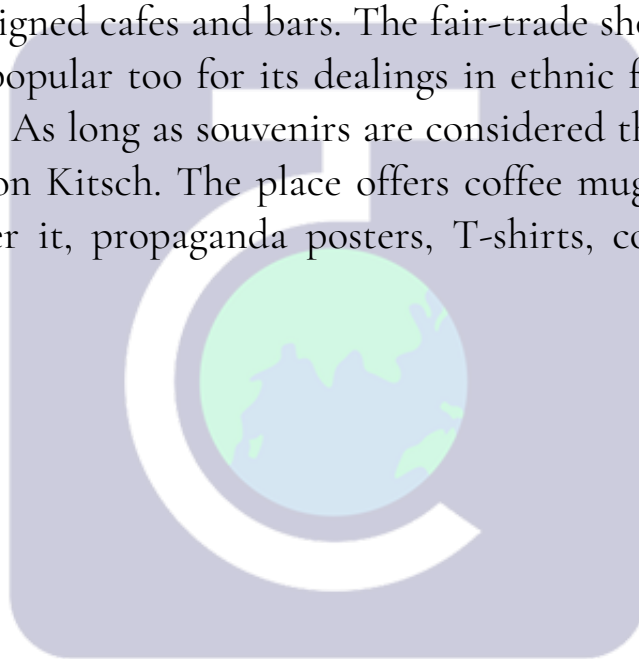 igned cafes and bars. The fair-trade sh
popular too for its dealings in ethnic f
As long as souvenirs are considered th
on Kitsch. The place offers coffee mug
er it, propaganda posters, T-shirts, co